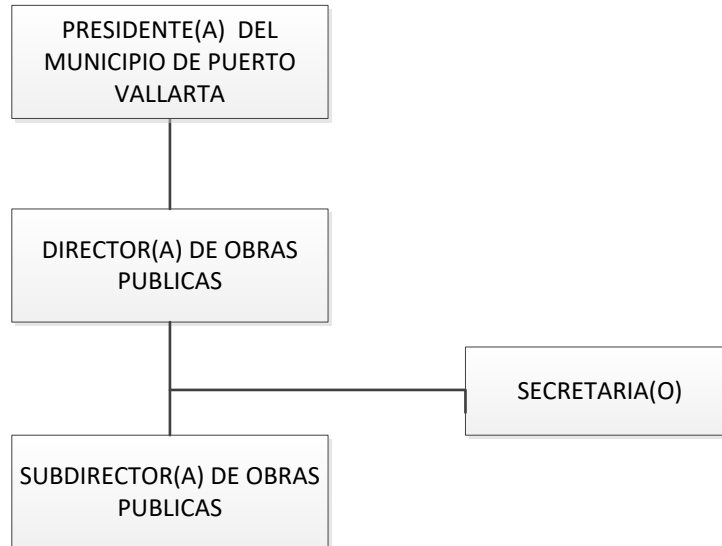 PRESIDENTE(A) DEL
MUNICIPIO DE PUERTO
VALLARTA
DIRECTOR(A) DE OBRAS
PUBLICAS
SECRETARIA(O)
SUBDIRECTOR(A) DE OBRAS
PUBLICAS